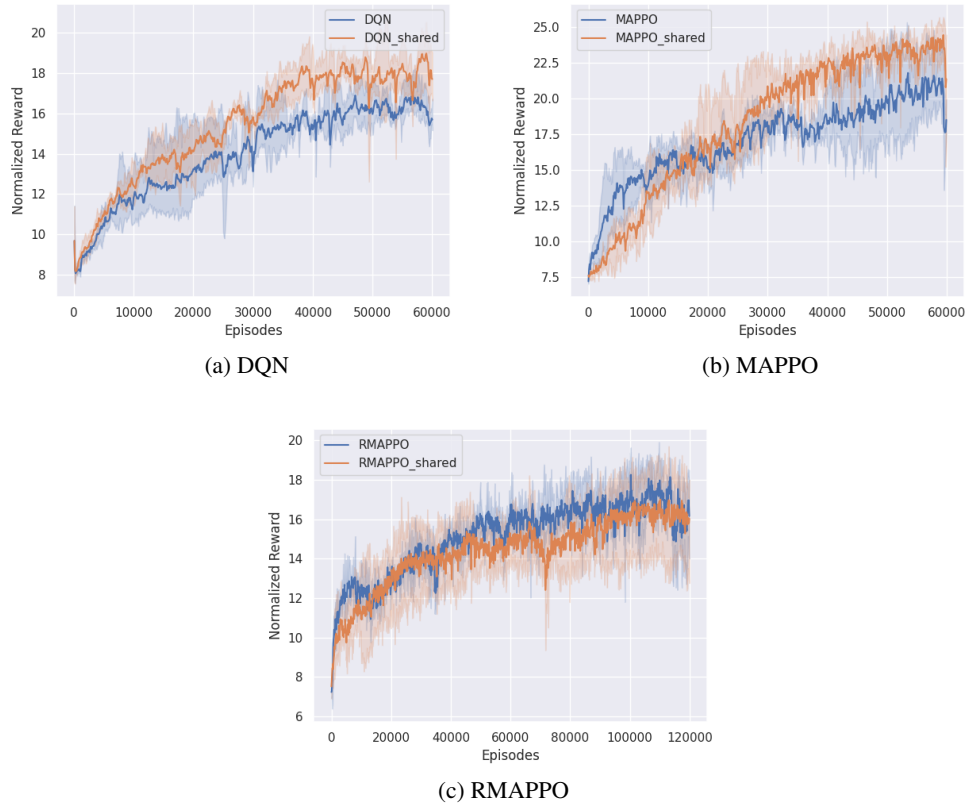 DQN
DQN_shared
20
18
16
14
12
10
8
Normalized Reward
0 10000 20000 30000 40000 50000 60000
Episodes
(a) DQN
MAPPO
MAPPO_shared
25.0
22.5
20.0
17.5
15.0
12.5
10.0
7.5
Normalized Reward
0 10000 20000 30000 40000 50000 60000
Episodes
(b) MAPPO
RMAPPO
RMAPPO_shared
20
18
16
14
12
10
8
6
Normalized Reward
0 20000 40000 60000 80000 100000 120000
Episodes
(c) RMAPPO